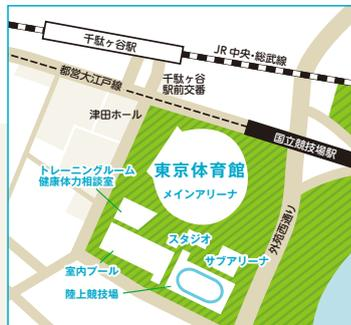 千駄ヶ谷駅
JR 中央・総武線
都営大江戸線
千駄ヶ谷
駅前交番
津田ホール
国立競技場駅
東京体育館
メインアリーナ
トレーニングルーム
健康体力相談室
外苑西通り
スタジオ
サブアリーナ
室内プール
陸上競技場